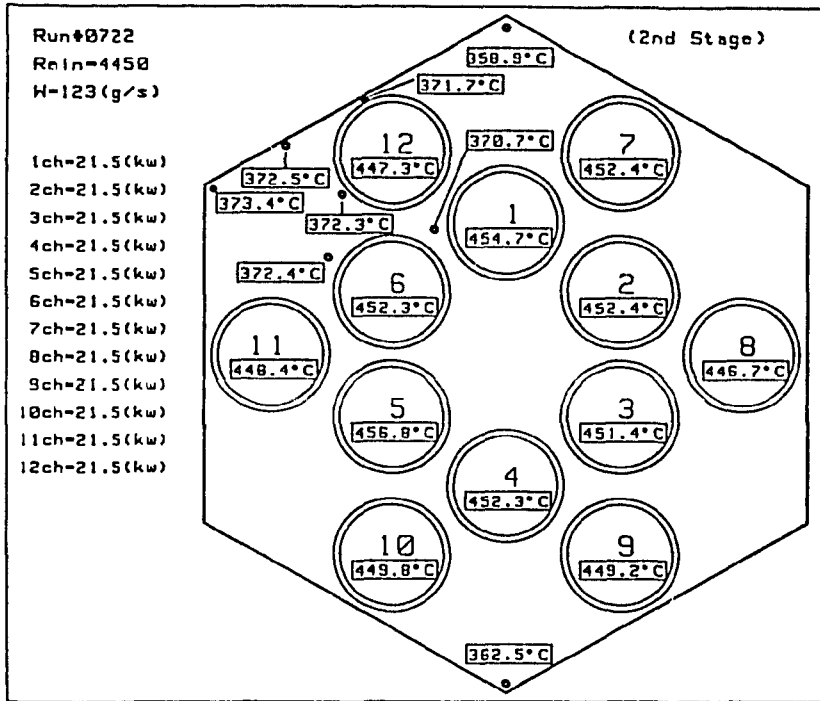 Run#0722
Rein=4450
W=123(g/s)
(2nd Stage)
1ch=21.5(kw)
2ch=21.5(kw)
3ch=21.5(kw)
4ch=21.5(kw)
5ch=21.5(kw)
6ch=21.5(kw)
7ch=21.5(kw)
8ch=21.5(kw)
9ch=21.5(kw)
10ch=21.5(kw)
11ch=21.5(kw)
12ch=21.5(kw)
358.9°C
371.7°C
12
447.3°C
370.7°C
7
452.4°C
372.5°C
373.4°C
372.3°C
1
454.7°C
372.4°C
6
452.3°C
2
452.4°C
11
448.4°C
8
446.7°C
5
456.8°C
3
451.4°C
4
452.3°C
10
449.8°C
9
449.2°C
362.5°C